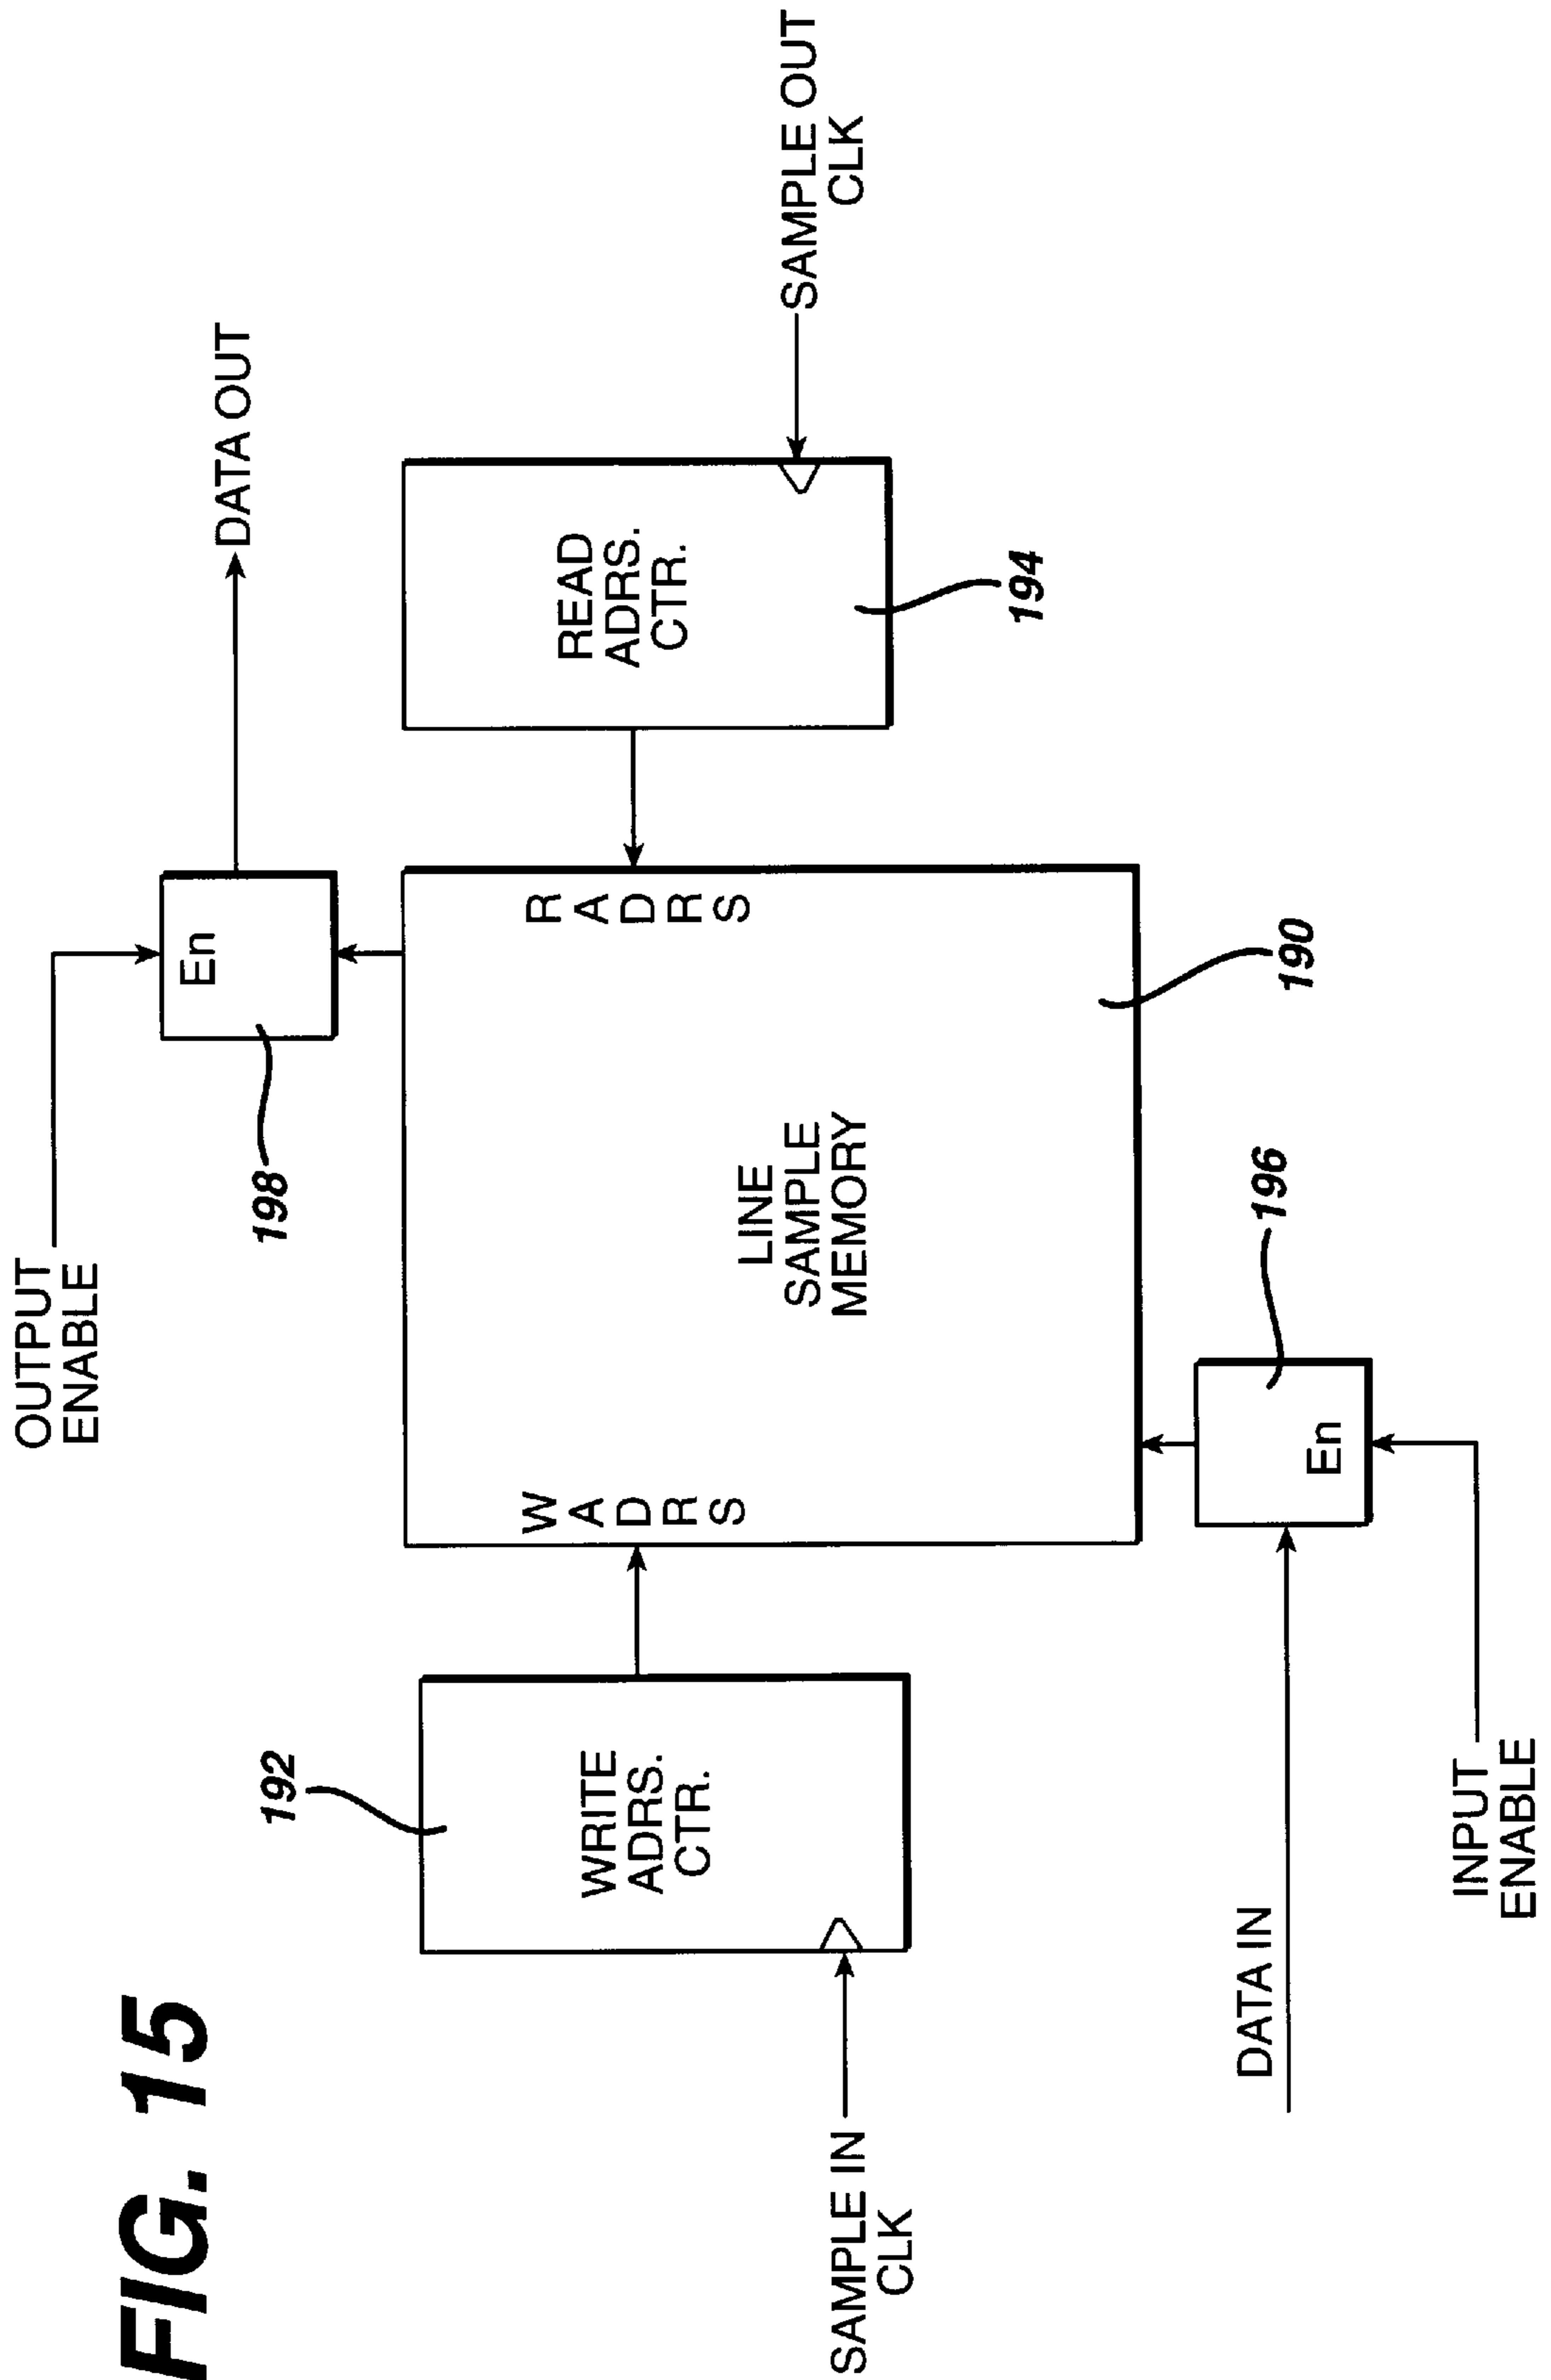 FIG. 15
OUTPUT
ENABLE
En
198
DATA OUT
192
WRITE
ADRS.
CTR.
SAMPLE IN
CLK
W
A
D
R
S
LINE
SAMPLE
MEMORY
R
A
D
R
S
READ
ADRS.
CTR.
194
SAMPLE OUT
CLK
190
196
En
DATA IN
INPUT
ENABLE